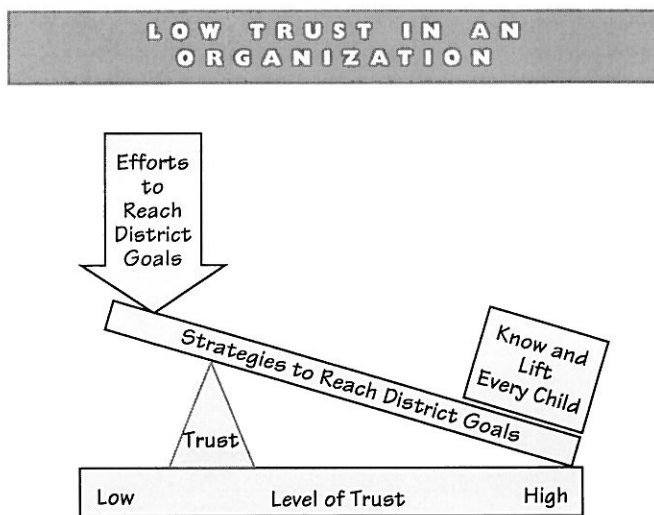 LOW TRUST IN AN
ORGANIZATION
Efforts
to
Reach
District
Goals
Strategies to Reach District Goals
Know and
Lift
Every Child
Trust
Low Level of Trust High